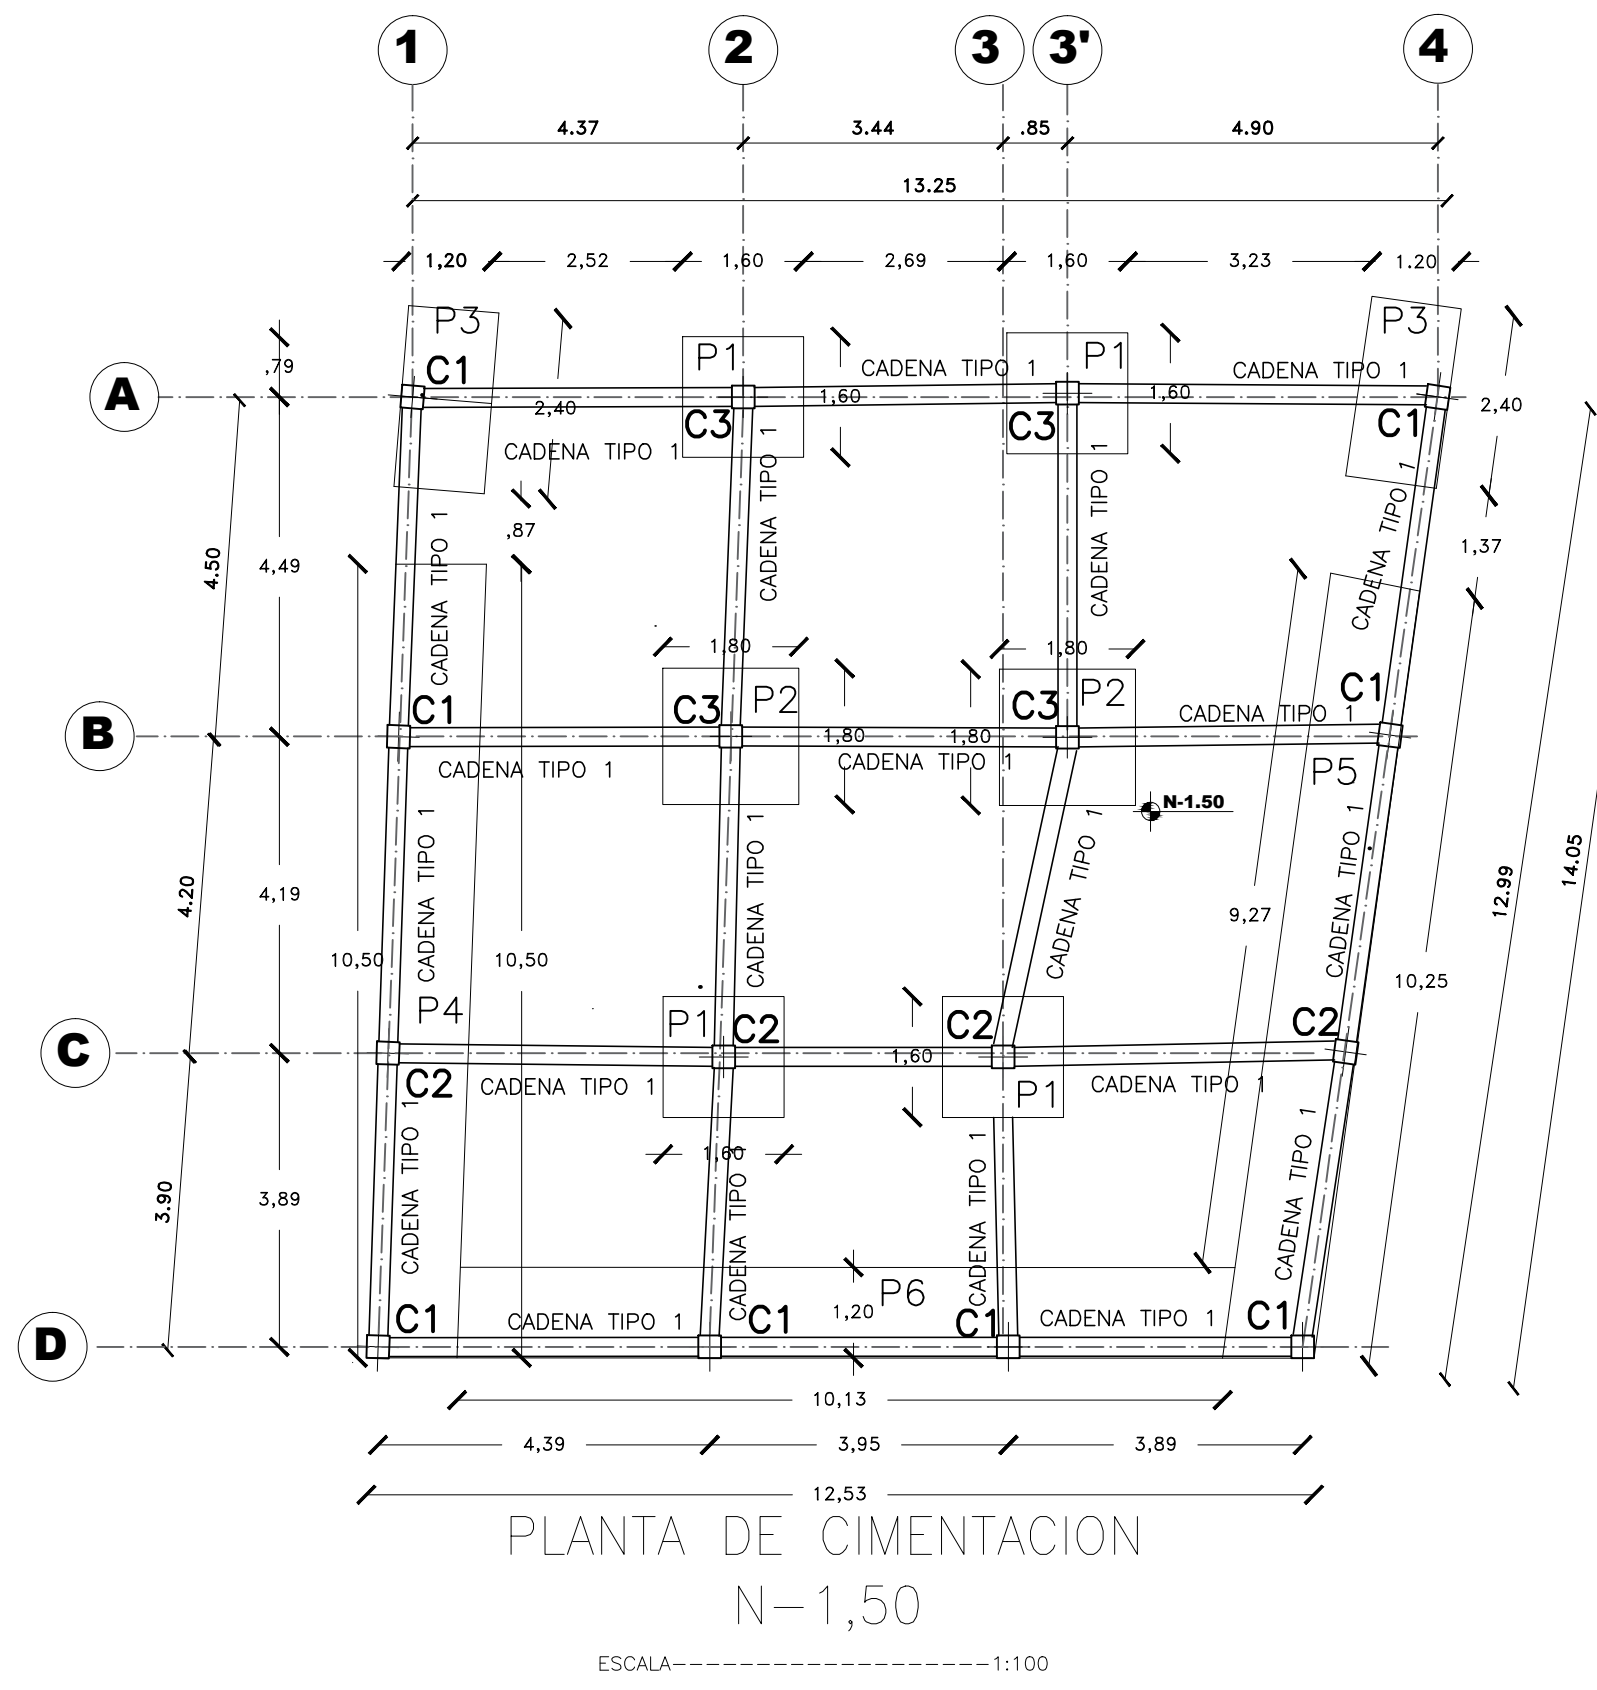 1 2 3 3' 4
4.37 3.44 .85 4.90
13.25
1,20 2,52 1,60 2,69 1,60 3,23 1.20
P3 P3
P1 P1
,79 C1 CADENA TIPO 1 CADENA TIPO 1
A 1,60 1,60
2,40 2,40
C3 C3 C1
CADENA TIPO 1
CADENA TIPO 1
CADENA TIPO 1
CADENA TIPO 1
CADENA TIPO 1
,87
1,37
4.50 4,49
CADENA TIPO 1
1,80 1,80
P2 P2 C1
C1 C3 C3
CADENA TIPO 1
B 1,80 1,80
CADENA TIPO 1 CADENA TIPO 1
P5
N-1.50
CADENA TIPO 1
CADENA TIPO 1
CADENA TIPO 1
CADENA TIPO 1
14.05
12.99
4.20 4,19
9,27
10,50 10,50
10,25
P4 P1 C2 C2 C2
C 1,60
C2 CADENA TIPO 1 P1 CADENA TIPO 1
1,60
CADENA TIPO 1
CADENA TIPO 1
CADENA TIPO 1
CADENA TIPO 1
3.90 3,89
P6
1,20
C1 CADENA TIPO 1 C1 C1 CADENA TIPO 1 C1
D
10,13
4,39 3,95 3,89
12,53
PLANTA DE CIMENTACION
N-1,50
ESCALA-------------------1:100